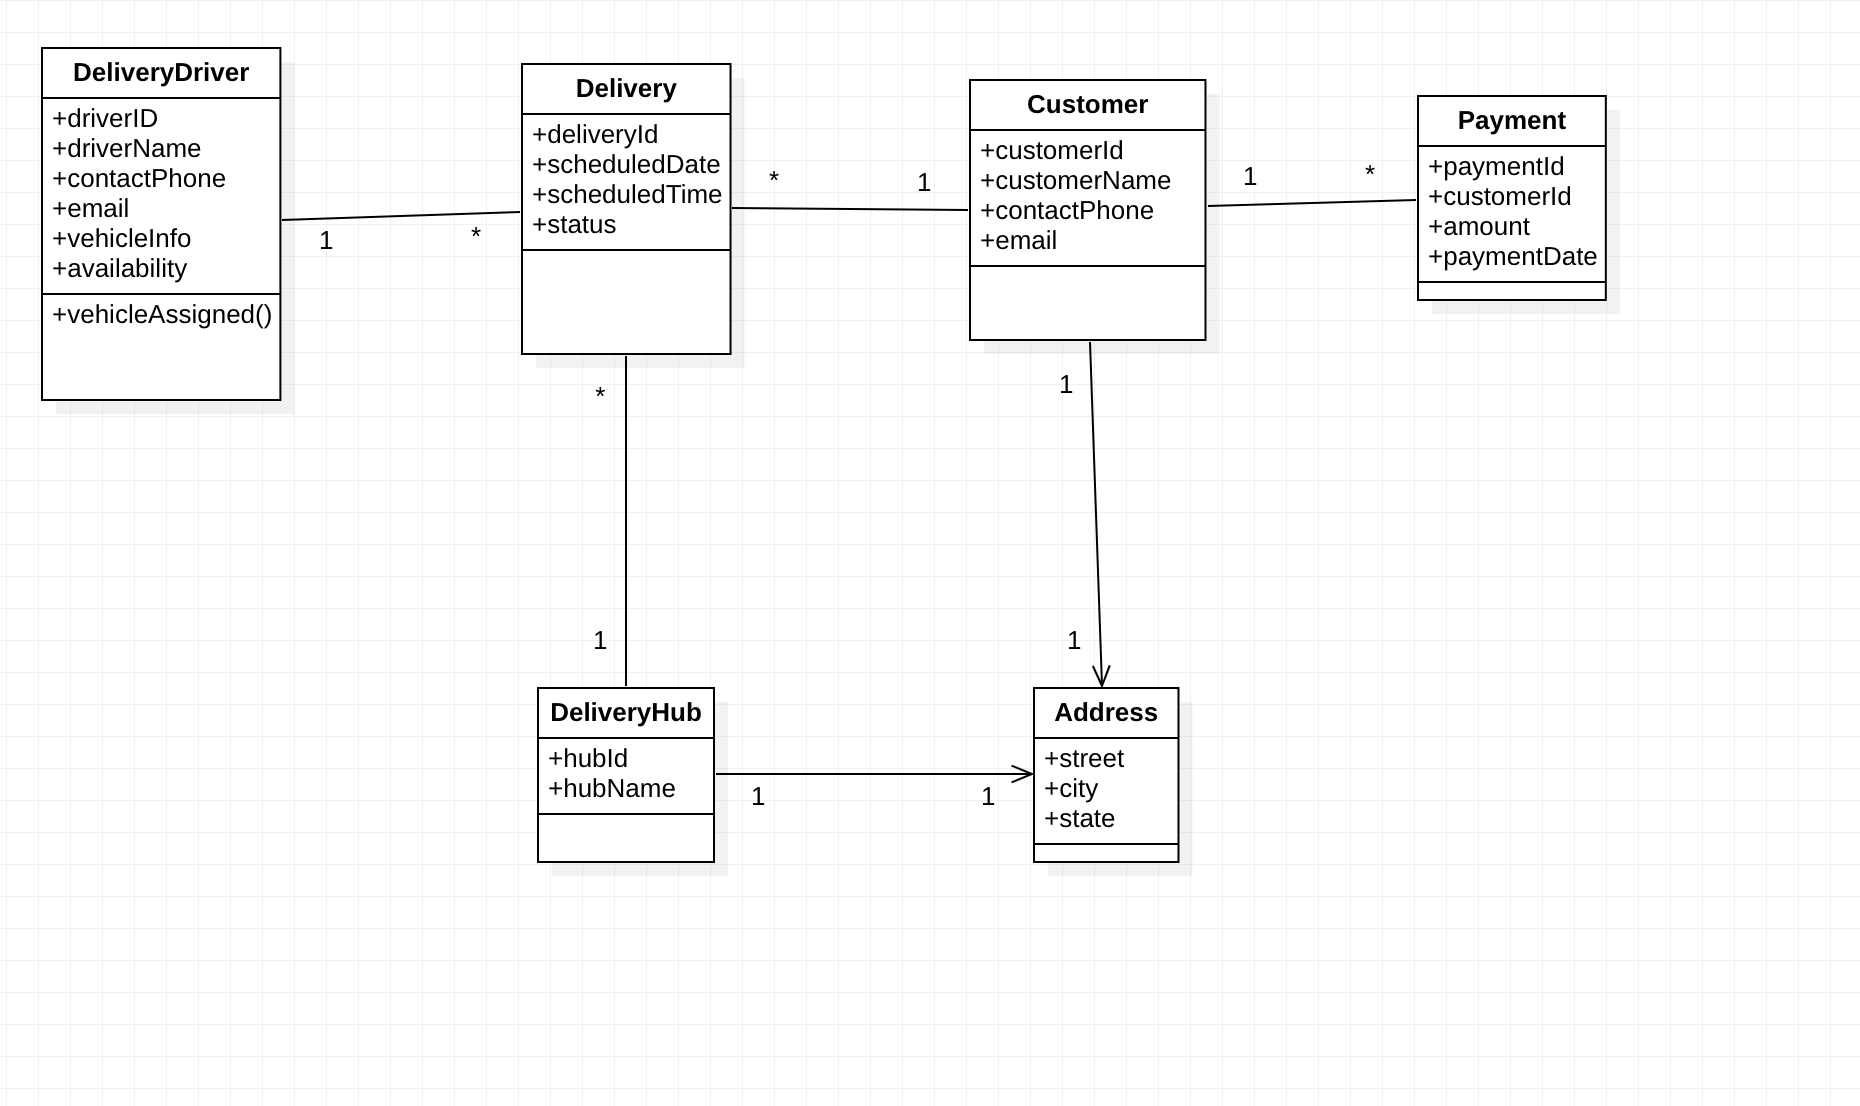 DeliveryDriver
+driverID
+driverName
+contactPhone
+email
+vehicleInfo
+availability
+vehicleAssigned()
1
*
Delivery
+deliveryId
+scheduledDate
+scheduledTime
+status
*
1
Customer
+customerId
+customerName
+contactPhone
+email
1
*
Payment
+paymentId
+customerId
+amount
+paymentDate
*
1
1
1
DeliveryHub
+hubId
+hubName
1
1
Address
+street
+city
+state